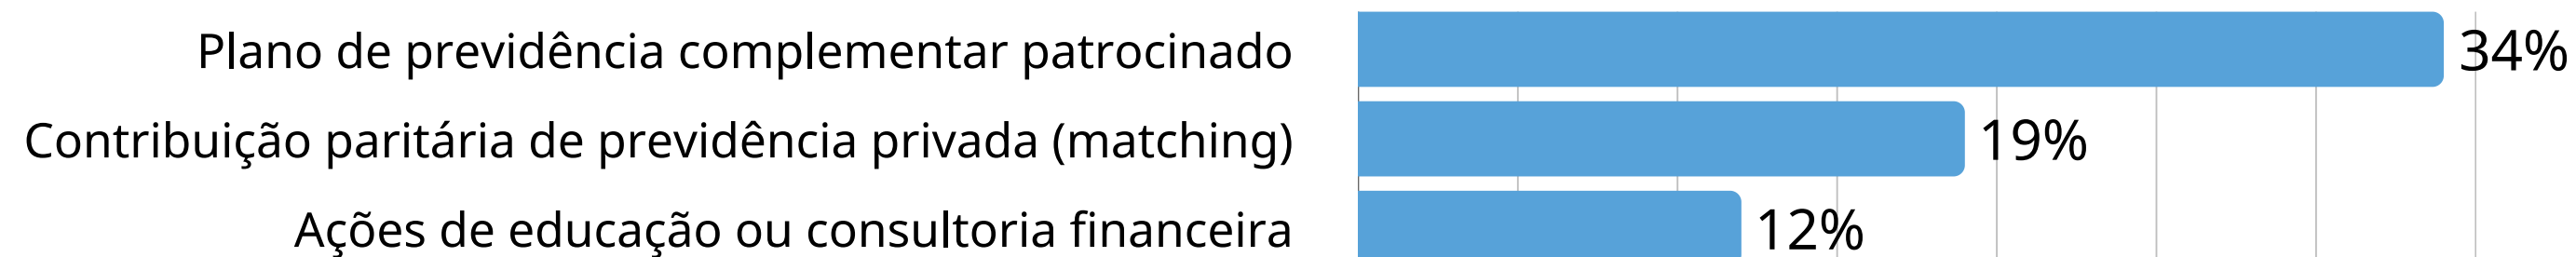 Plano de previdência complementar patrocinado 34%
Contribuição paritária de previdência privada (matching) 19%
Ações de educação ou consultoria financeira 12%